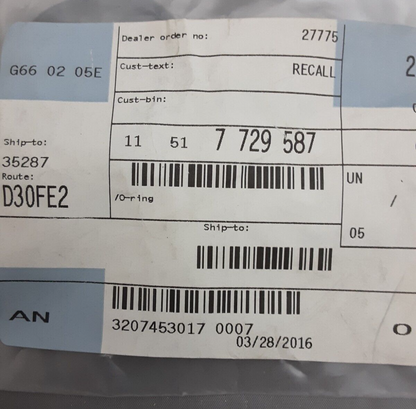 Dealer order no: 27775
G66 02 05E
Cust-text: RECALL
2
Cust-bin:
Ship-to:
35287
11 51 7 729 587
Route:
D30FE2
UN
/
/O-ring
Ship-to:
05
AN
3207453017 0007
O
03/28/2016